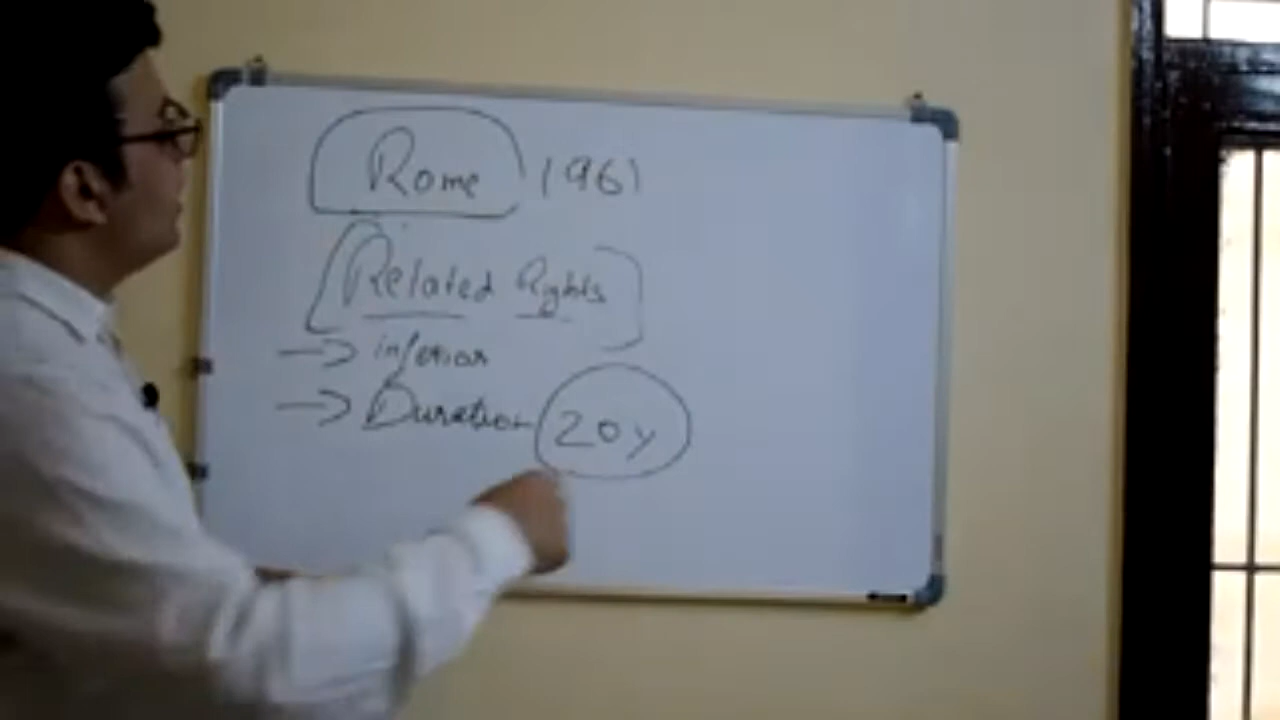 Rome 1961
[Related Rights]
→ inferior
→ Duration 20y